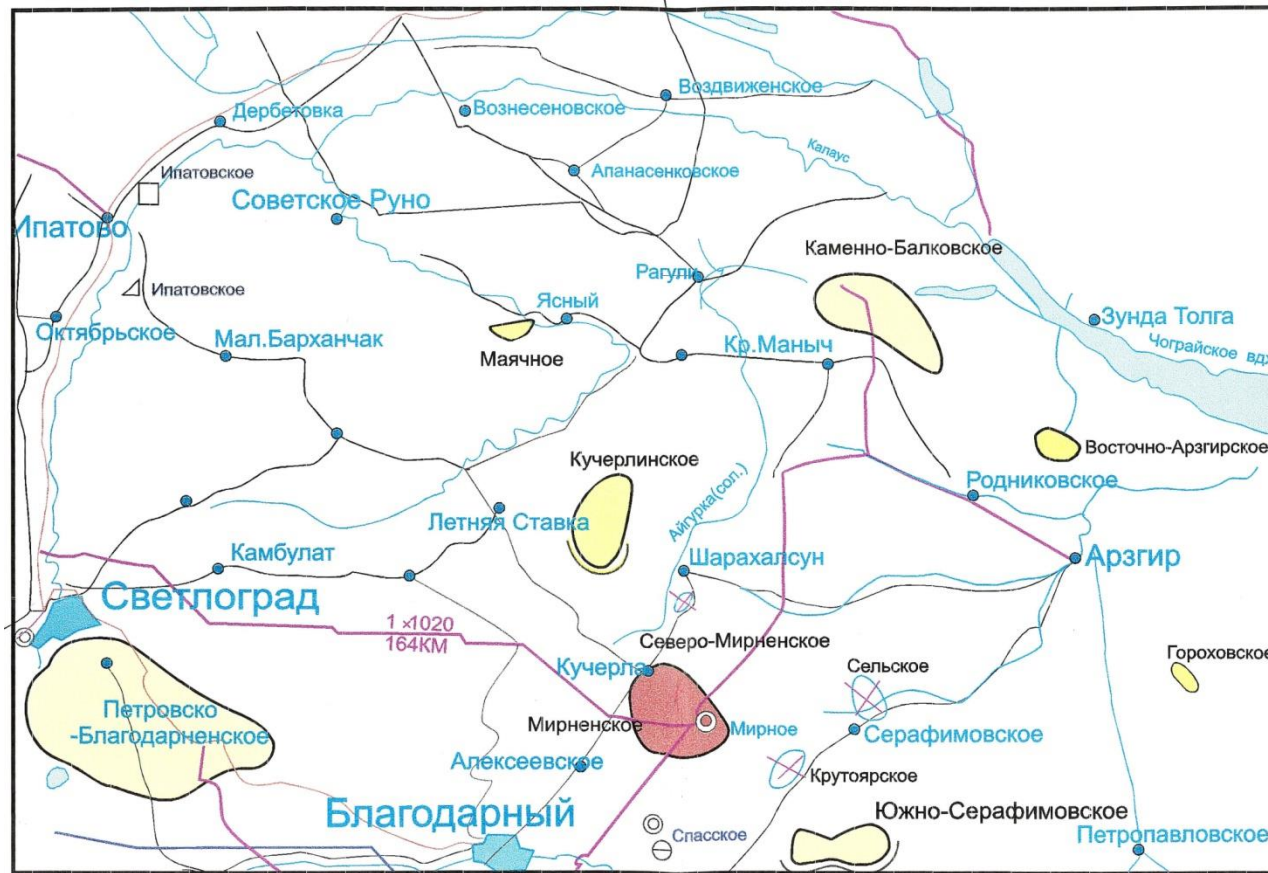 Дербетовка
Вознесеновское
Воздвиженское
Калаус
Ипатовское
Апанасенковское
Советское Руно
Ипатово
Каменно-Балковское
Рагули
Ипатовское
Ясный
Октябрьское
Мал.Барханчак
Маячное
Кр.Маныч
Зунда Толга
Чограйское вдх
Кучерлинское
Восточно-Арзгирское
Родниковское
Айгурка(сол.)
Летняя Ставка
Камбулат
Шарахалсун
Арзгир
Светлоград
1х1020
164КМ
Северо-Мирненское
Кучерла
Сельское
Гороховское
Петровско
-Благодарненское
Мирненское
Мирное
Серафимовское
Алексеевское
Крутоярское
Благодарный
Южно-Серафимовское
Спасское
Петропавловское